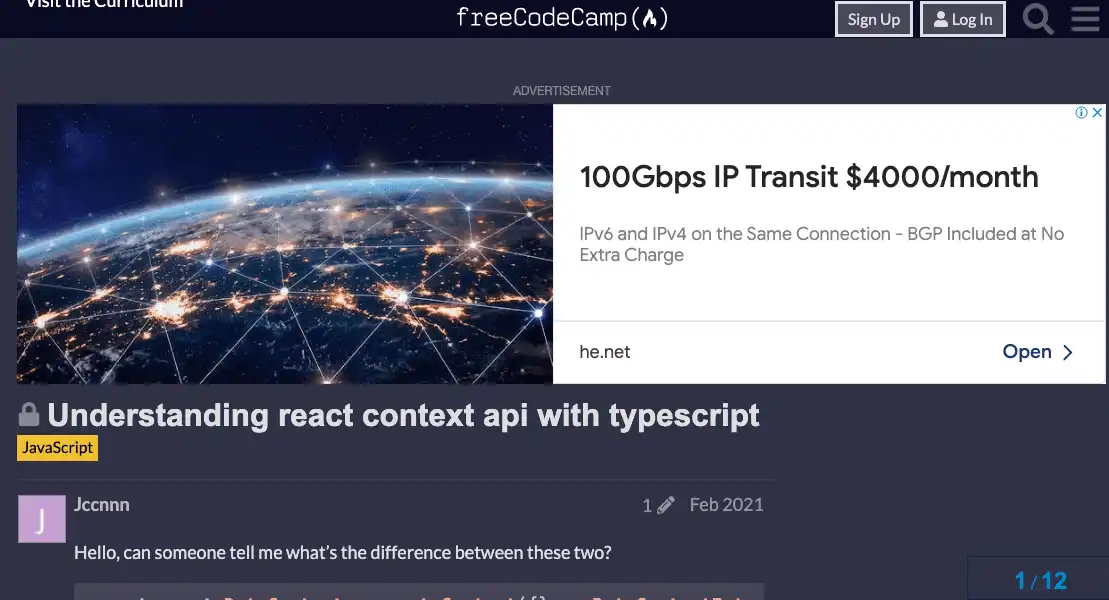 Visit the Curriculum
freeCodeCamp
Sign Up
Log In
ADVERTISEMENT
100Gbps IP Transit $4000/month
IPv6 and IPv4 on the Same Connection - BGP Included at No
Extra Charge
he.net
Open
Understanding react context api with typescript
JavaScript
J
Jccnnn
1
Feb 2021
Hello, can someone tell me what's the difference between these two?
1 / 12